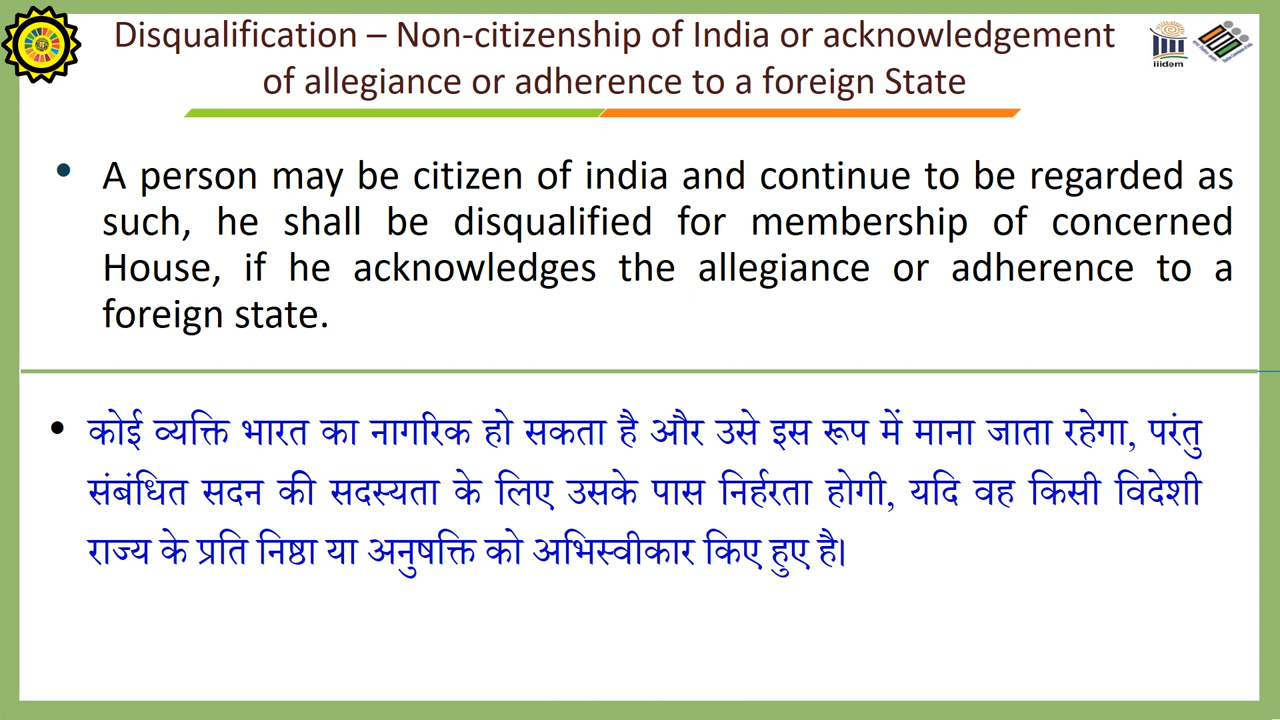 Disqualification – Non-citizenship of India or acknowledgement
of allegiance or adherence to a foreign State
iiidem
• A person may be citizen of india and continue to be regarded as
such, he shall be disqualified for membership of concerned
House, if he acknowledges the allegiance or adherence to a
foreign state.
• कोई व्यक्ति भारत का नागरिक हो सकता है और उसे इस रूप में माना जाता रहेगा, परंतु
संबंधित सदन की सदस्यता के लिए उसके पास निर्हरता होगी, यदि वह किसी विदेशी
राज्य के प्रति निष्ठा या अनुषक्ति को अभिस्वीकार किए हुए है।